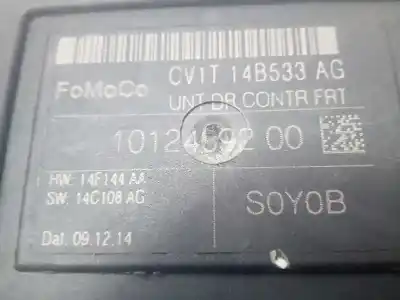 FoMoCo CV1T 14B533 AG
UNT DR CONTR FRT
00
HW: 14F144 AA
SW: 14C108 AG
S0Y0B
Dat. 09.12.14